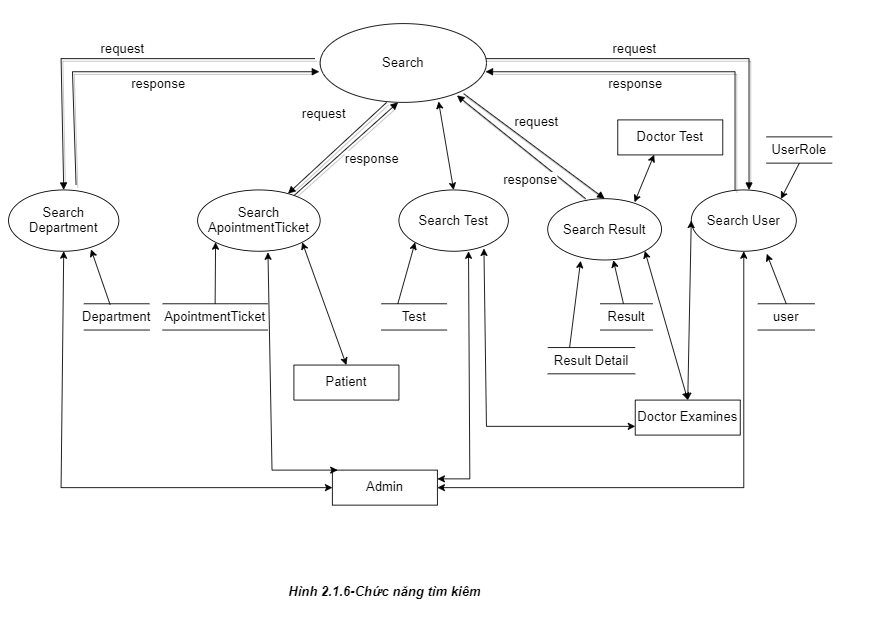 request
request
Search
response
response
request
request
Doctor Test
UserRole
response
response
Search
Department
Search
ApointmentTicket
Search Test
Search Result
Search User
Department
ApointmentTicket
Test
Result
user
Result Detail
Patient
Doctor Examines
Admin
Hình 2.1.6-Chức năng tìm kiêm